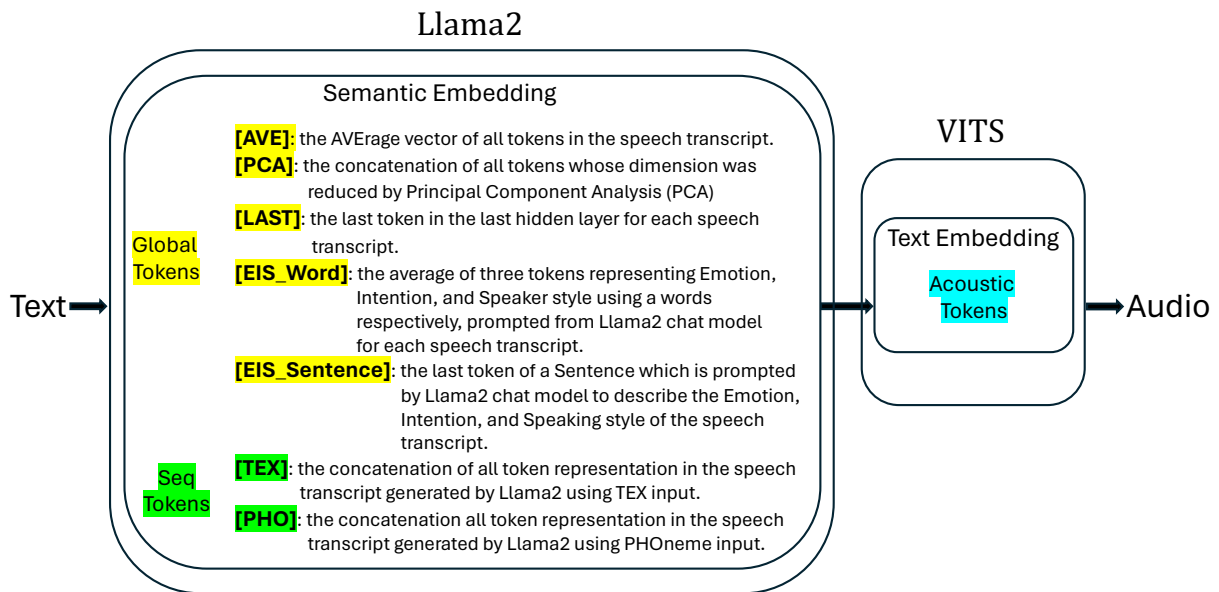 Llama2
Semantic Embedding
[AVE]: the AVErage vector of all tokens in the speech transcript.
[PCA]: the concatenation of all tokens whose dimension was
reduced by Principal Component Analysis (PCA)
[LAST]: the last token in the last hidden layer for each speech
transcript.
Global
Tokens
[EIS_Word]: the average of three tokens representing Emotion,
Intention, and Speaker style using a words
respectively, prompted from Llama2 chat model
for each speech transcript.
[EIS_Sentence]: the last token of a Sentence which is prompted
by Llama2 chat model to describe the Emotion,
Intention, and Speaking style of the speech
transcript.
Seq
Tokens
[TEX]: the concatenation of all token representation in the speech
transcript generated by Llama2 using TEX input.
[PHO]: the concatenation all token representation in the speech
transcript generated by Llama2 using PHOneme input.
Text
VITS
Text Embedding
Acoustic
Tokens
Audio